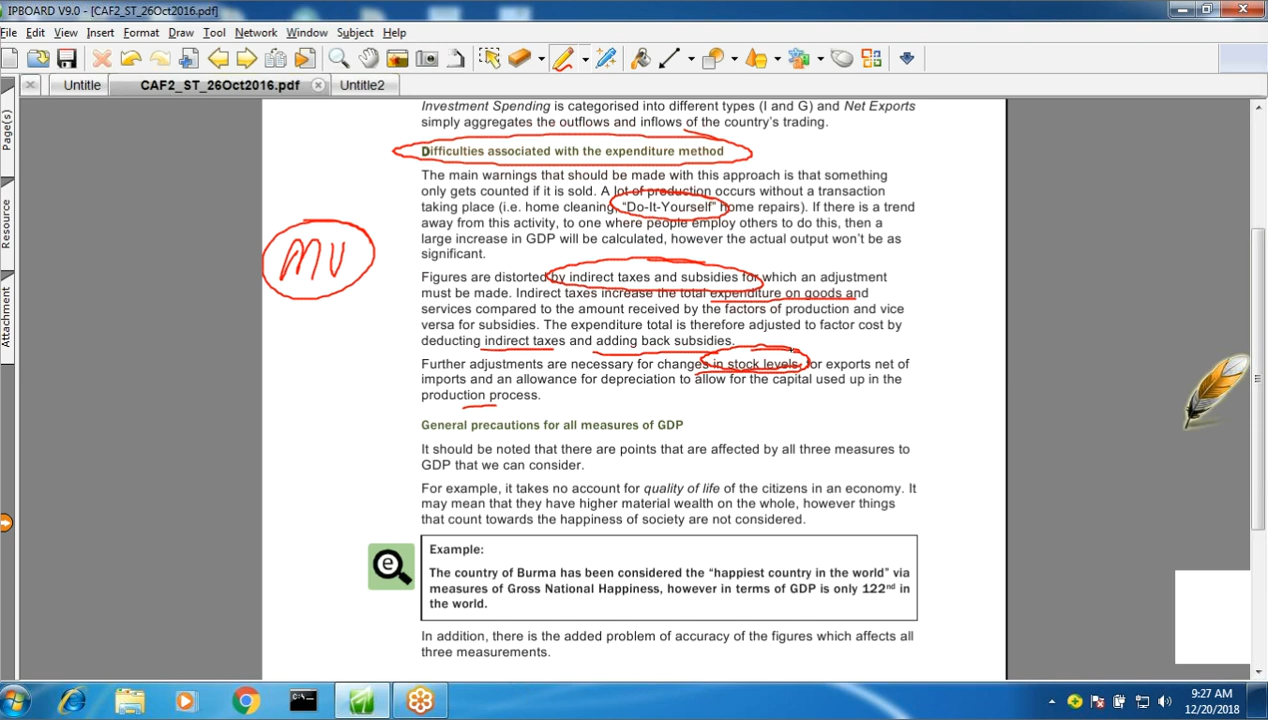 IPBOARD V9.0 - [CAF2_ST_26Oct2016.pdf]
File Edit View Insert Format Draw Tool Network Window Subject Help
Untitle CAF2_ST_26Oct2016.pdf Untitle2
Page(s)
Resource
Attachment
Investment Spending is categorised into different types (I and G) and Net Exports
simply aggregates the outflows and inflows of the country's trading.
Difficulties associated with the expenditure method
The main warnings that should be made with this approach is that something
only gets counted if it is sold. A lot of production occurs without a transaction
taking place (i.e. home cleaning, “Do-It-Yourself” home repairs). If there is a trend
away from this activity, to one where people employ others to do this, then a
large increase in GDP will be calculated, however the actual output won't be as
significant.
MV
Figures are distorted by indirect taxes and subsidies for which an adjustment
must be made. Indirect taxes increase the total expenditure on goods and
services compared to the amount received by the factors of production and vice
versa for subsidies. The expenditure total is therefore adjusted to factor cost by
deducting indirect taxes and adding back subsidies.
Further adjustments are necessary for changes in stock levels, for exports net of
imports and an allowance for depreciation to allow for the capital used up in the
production process.
General precautions for all measures of GDP
It should be noted that there are points that are affected by all three measures to
GDP that we can consider.
For example, it takes no account for quality of life of the citizens in an economy. It
may mean that they have higher material wealth on the whole, however things
that count towards the happiness of society are not considered.
e
Example:
The country of Burma has been considered the “happiest country in the world” via
measures of Gross National Happiness, however in terms of GDP is only 122nd in
the world.
In addition, there is the added problem of accuracy of the figures which affects all
three measurements.
9:27 AM
12/20/2018